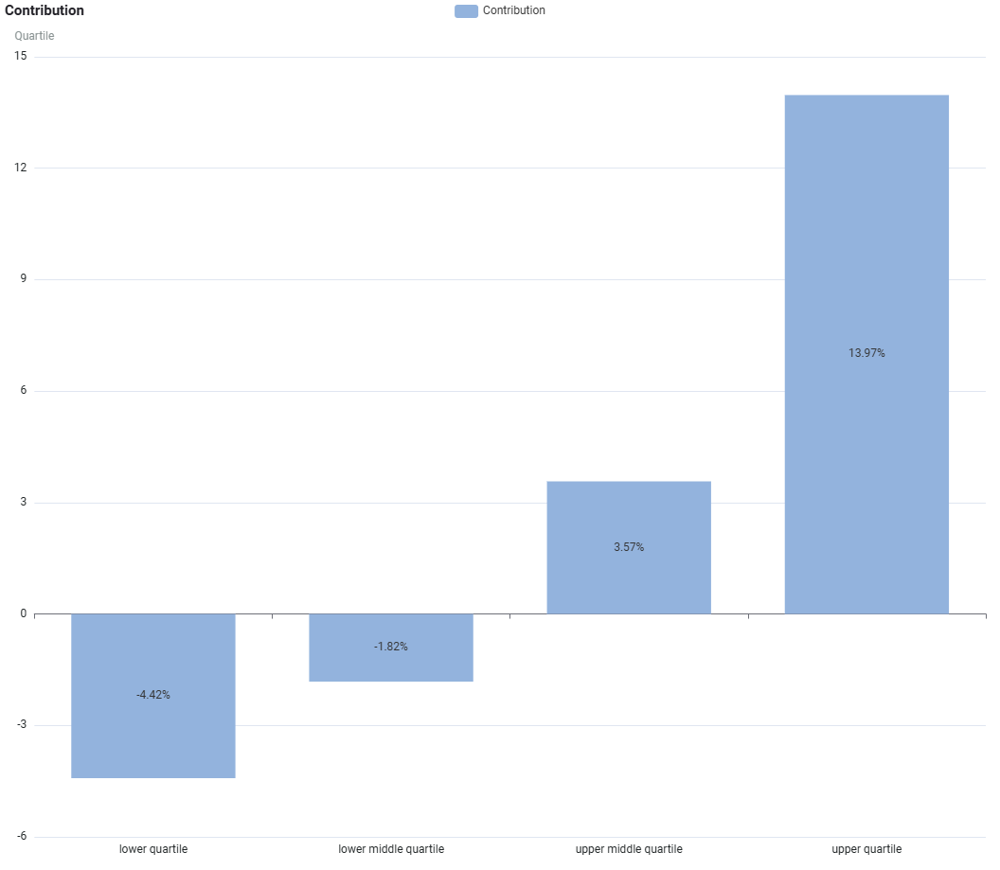 Contribution
Contribution
Quartile
15
12
9
6
3
0
-3
-6
13.97%
3.57%
-1.82%
-4.42%
lower quartile
lower middle quartile
upper middle quartile
upper quartile